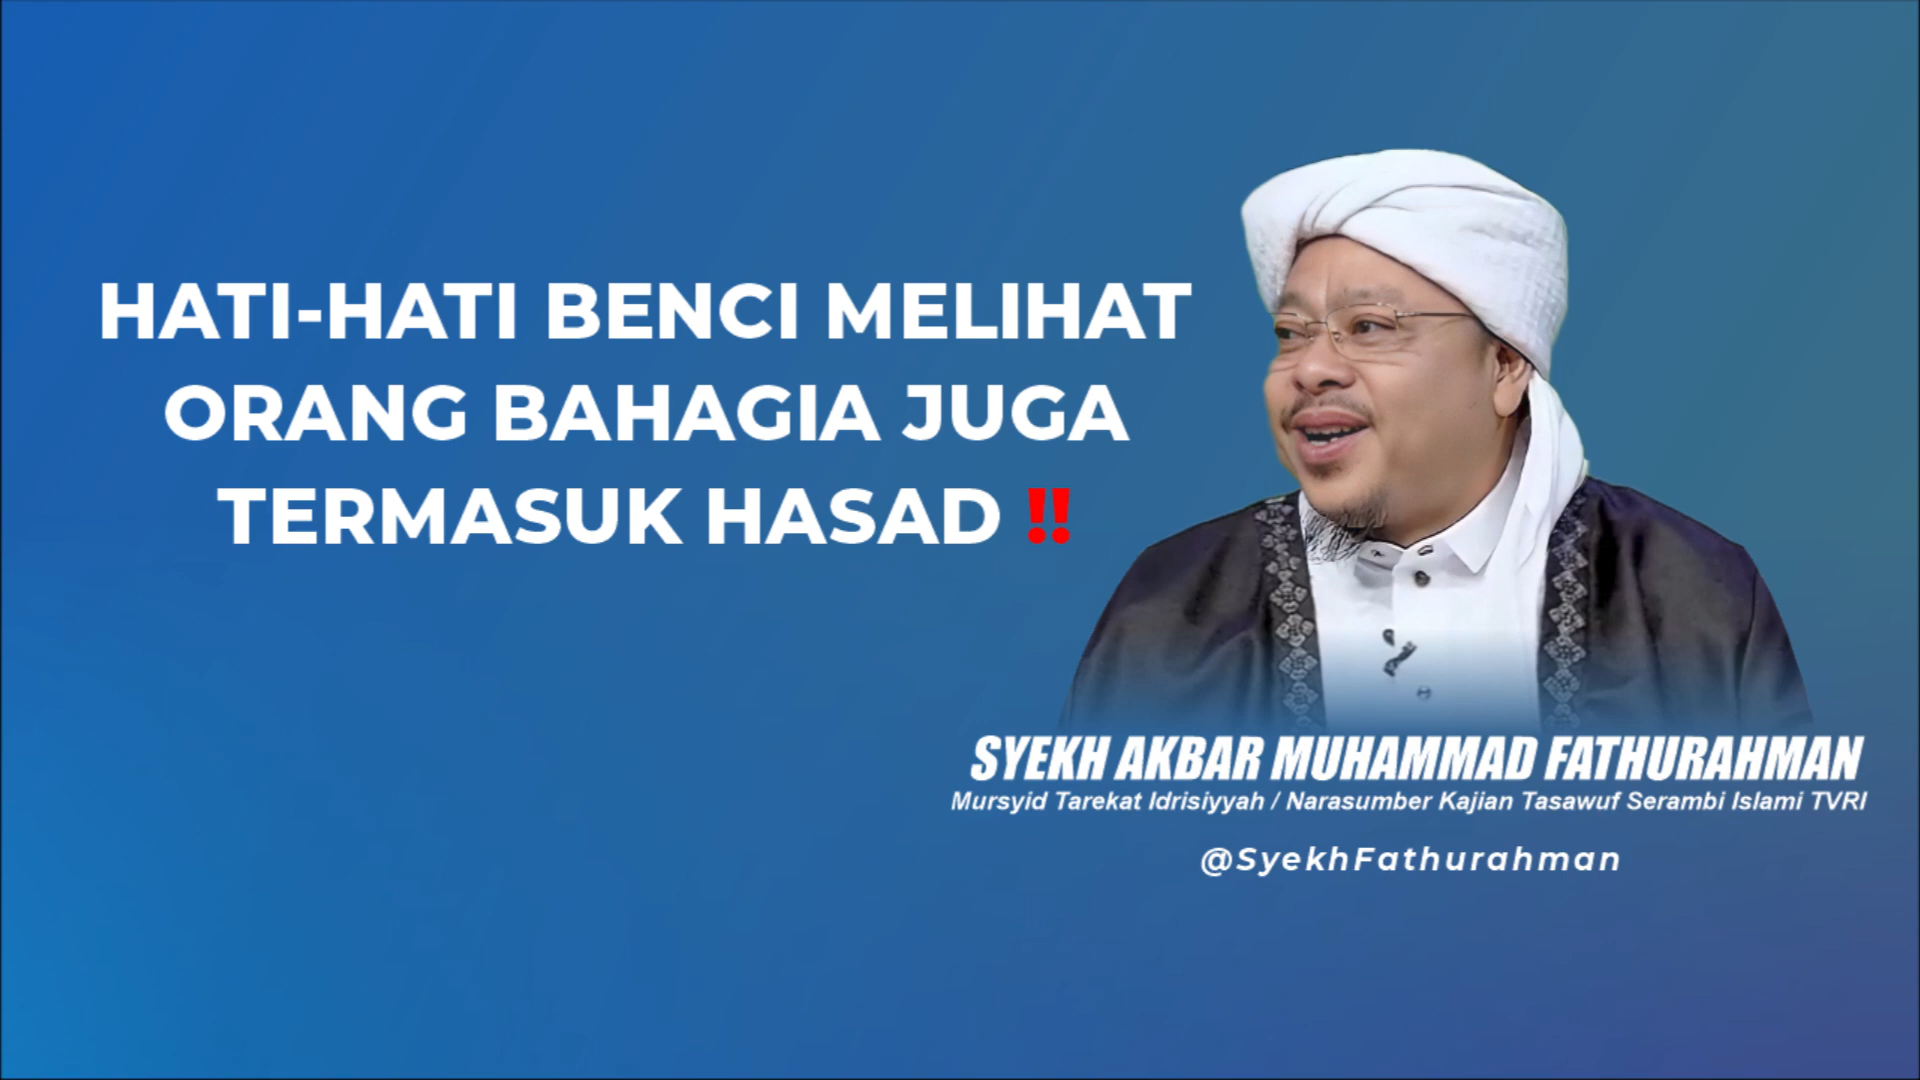 HATI-HATI BENCI MELIHAT
ORANG BAHAGIA JUGA
TERMASUK HASAD !!
SYEKH AKBAR MUHAMMAD FATHURAHMAN
Mursyid Tarekat Idrisiyyah / Narasumber Kajian Tasawuf Serambi Islami TVRI
@SyekhFathurahman